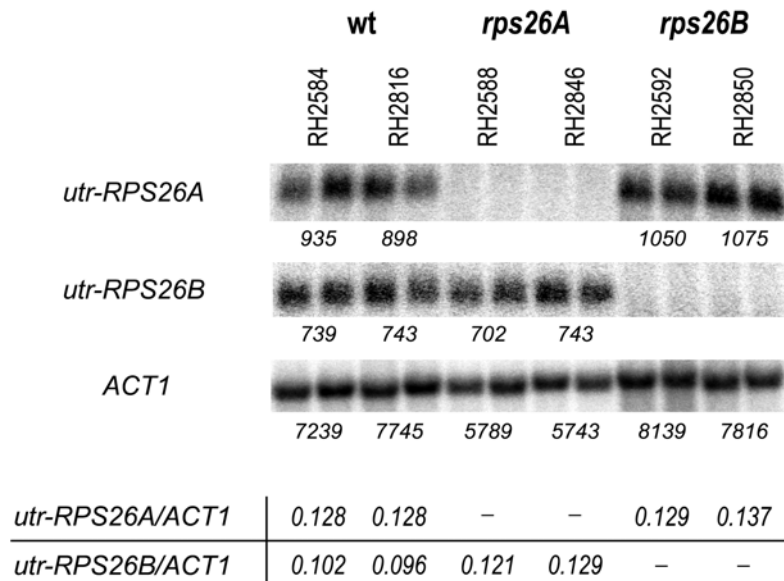 wt rps26A rps26B
RH2584 RH2816 RH2588 RH2846 RH2592 RH2850
utr-RPS26A
935 898 1050 1075
utr-RPS26B
739 743 702 743
ACT1
7239 7745 5789 5743 8139 7816
utr-RPS26A/ACT1 0.128 0.128 – – 0.129 0.137
utr-RPS26B/ACT1 0.102 0.096 0.121 0.129 – –